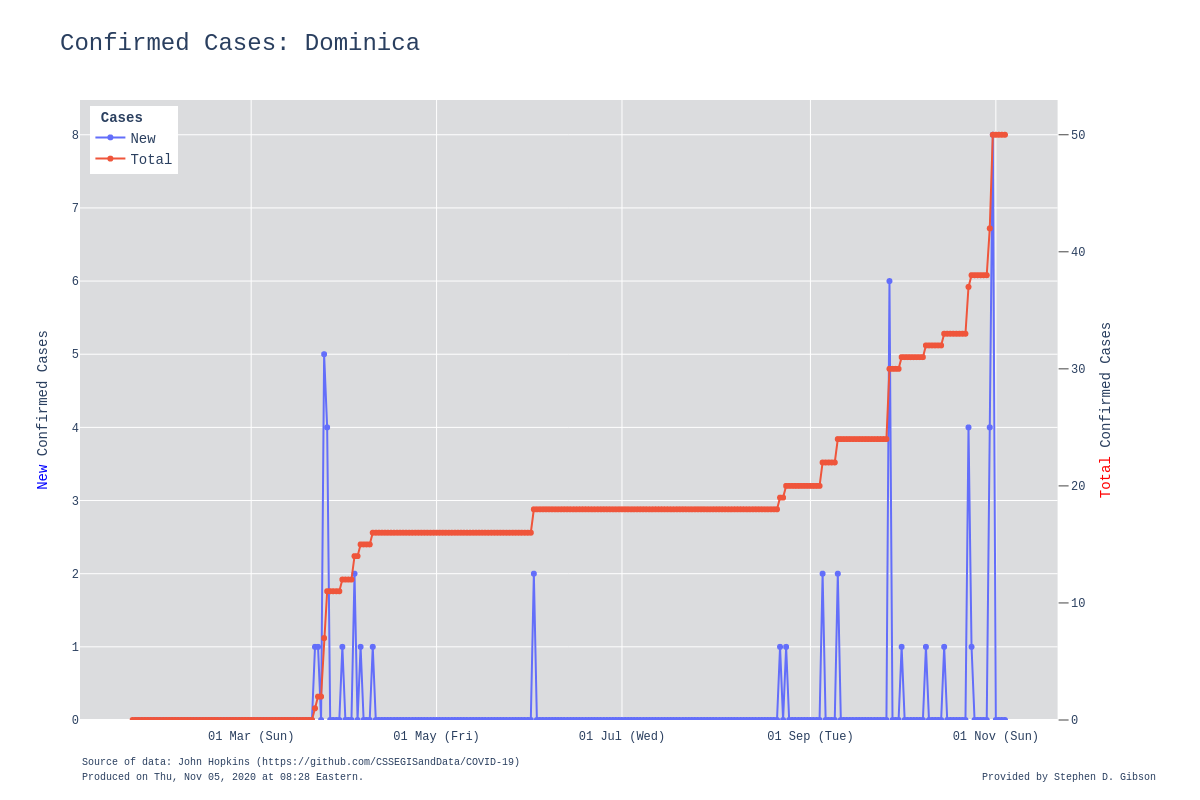 Confirmed Cases: Dominica
Cases
New
Total
8
7
6
5
4
3
2
1
0
50
40
30
20
10
0
New Confirmed Cases
Total Confirmed Cases
01 Mar (Sun)
01 May (Fri)
01 Jul (Wed)
01 Sep (Tue)
01 Nov (Sun)
Source of data: John Hopkins (https://github.com/CSSEGISandData/COVID-19)
Produced on Thu, Nov 05, 2020 at 08:28 Eastern.
Provided by Stephen D. Gibson